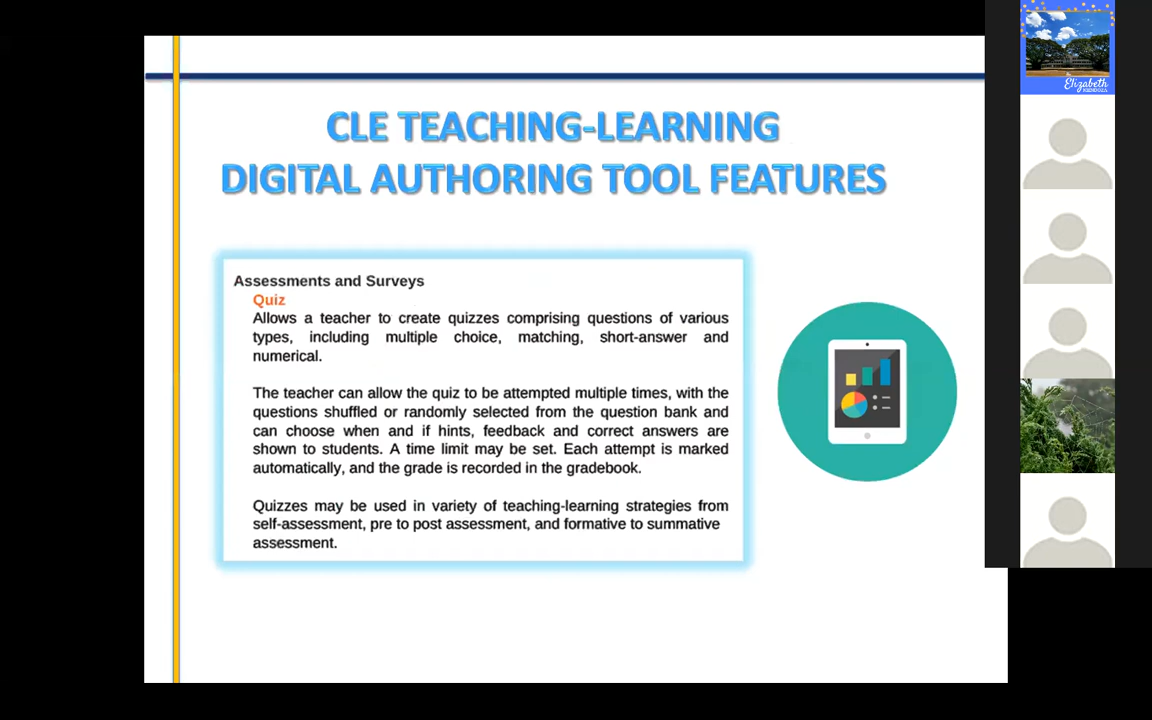 CLE TEACHING-LEARNING
DIGITAL AUTHORING TOOL FEATURES
Assessments and Surveys
Quiz
Allows a teacher to create quizzes comprising questions of various
types, including multiple choice, matching, short-answer and
numerical.
The teacher can allow the quiz to be attempted multiple times, with the
questions shuffled or randomly selected from the question bank and
can choose when and if hints, feedback and correct answers are
shown to students. A time limit may be set. Each attempt is marked
automatically, and the grade is recorded in the gradebook.
Quizzes may be used in variety of teaching-learning strategies from
self-assessment, pre to post assessment, and formative to summative
assessment.
Elizabeth